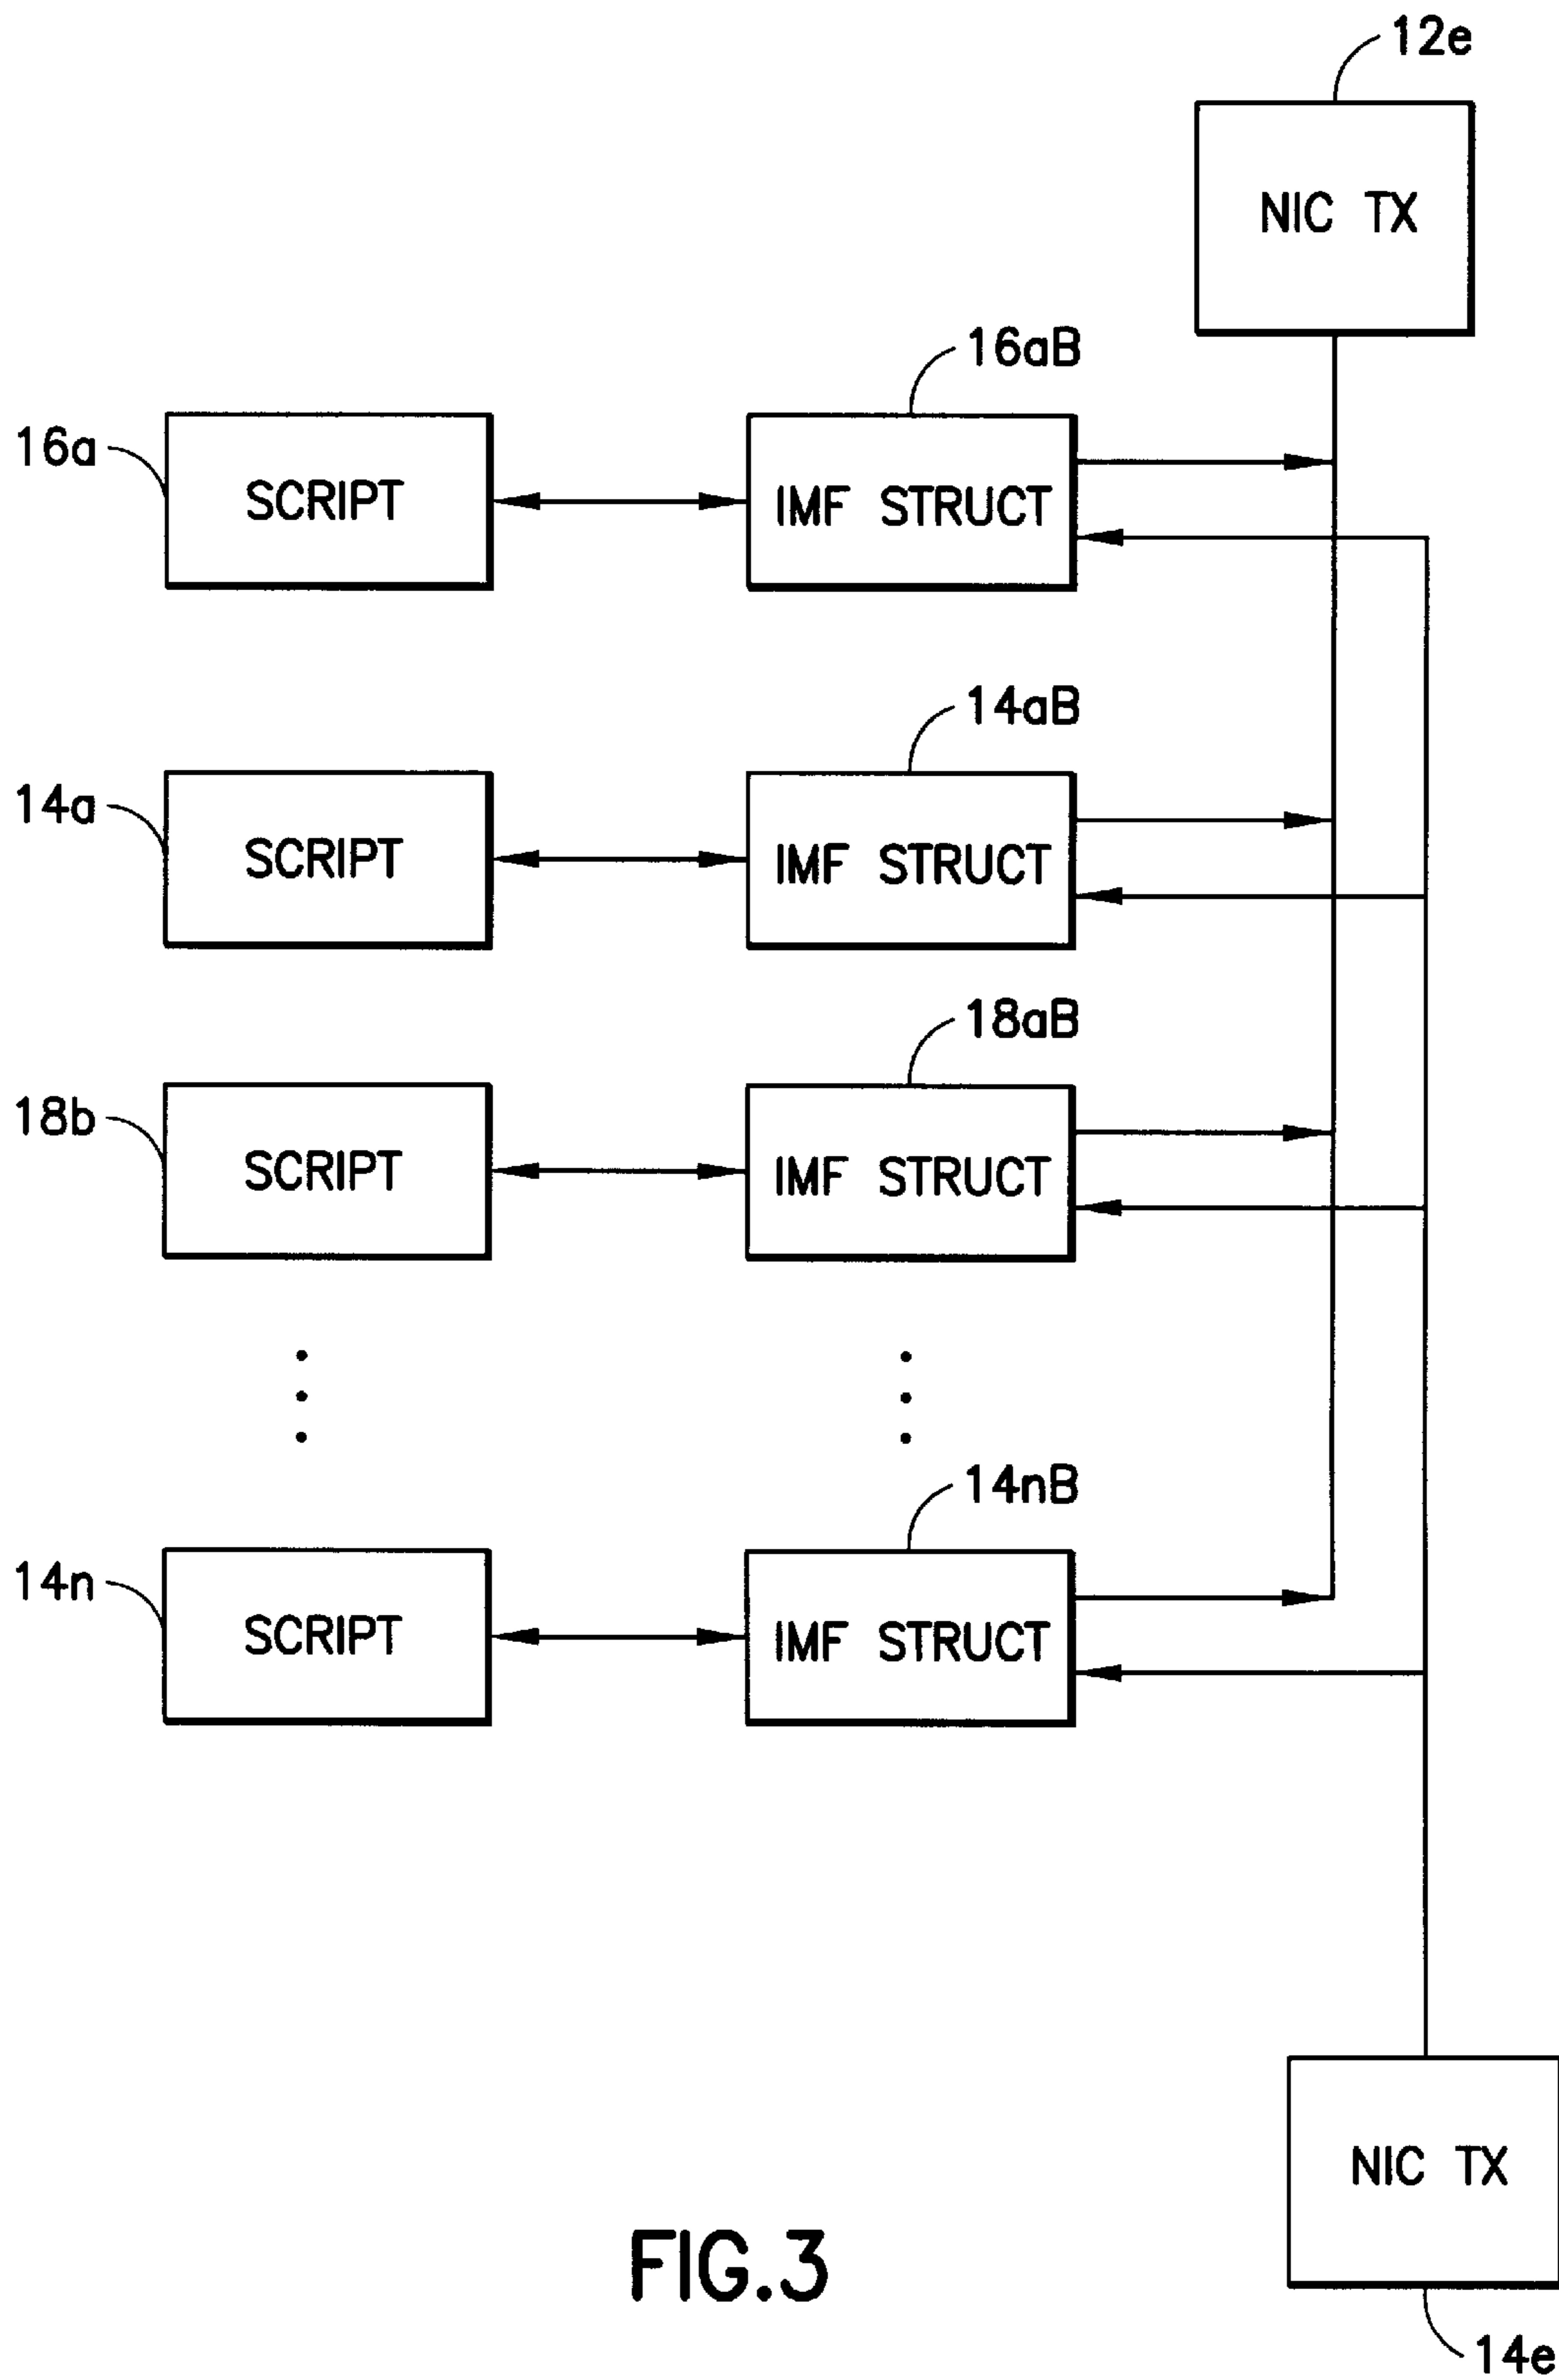 12e
NIC TX
16aB
16a
SCRIPT
IMF STRUCT
14aB
14a
SCRIPT
IMF STRUCT
18aB
18b
SCRIPT
IMF STRUCT
14nB
14n
SCRIPT
IMF STRUCT
NIC TX
FIG.3
14e